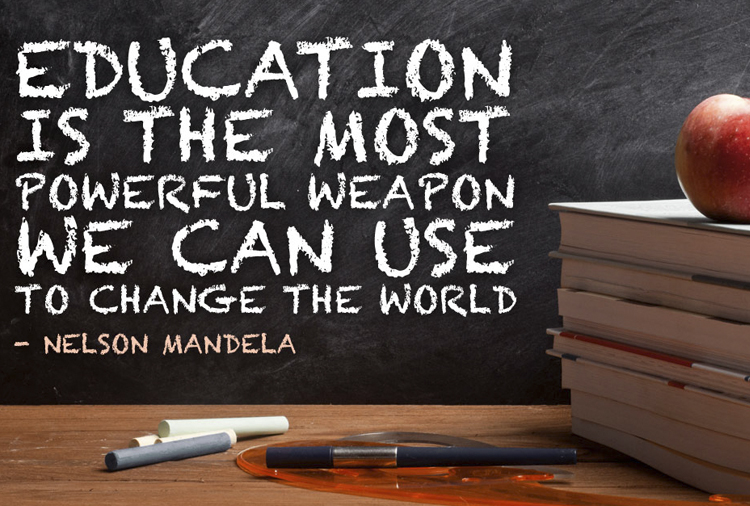 EDUCATION
IS THE MOST
POWERFUL WEAPON
WE CAN USE
TO CHANGE THE WORLD
- NELSON MANDELA